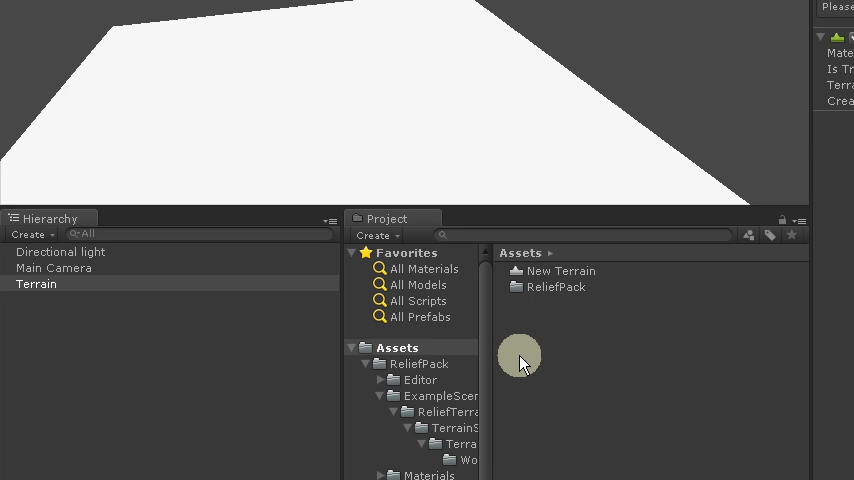 Please
Mate
Is Tr
Terra
Crea
Hierarchy
Create
All
Directional light
Main Camera
Terrain
Project
Create
Favorites
All Materials
All Models
All Scripts
All Prefabs
Assets
ReliefPack
Editor
ExampleScen
ReliefTerra
TerrainS
Terra
Wo
Materials
Assets
New Terrain
ReliefPack